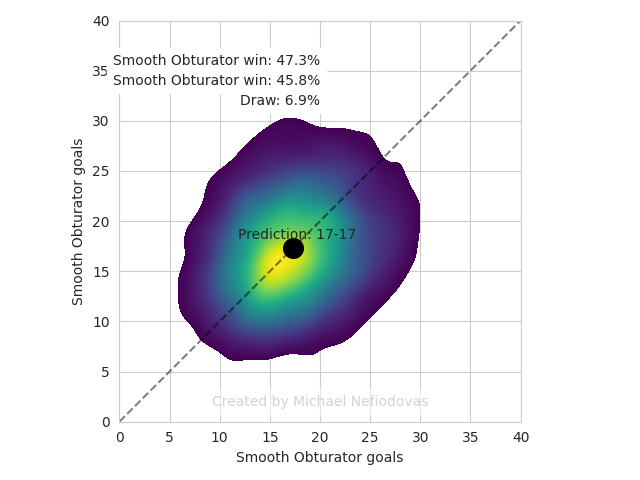 40
35
30
25
20
15
10
5
0
Smooth Obturator goals
Smooth Obturator win: 47.3%
Smooth Obturator win: 45.8%
Draw: 6.9%
Prediction: 17-17
Created by Michael Nefiodovas
0 5 10 15 20 25 30 35 40
Smooth Obturator goals